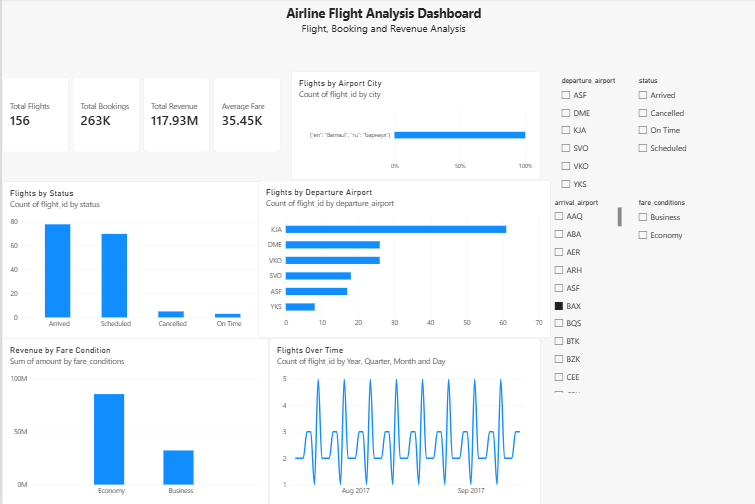 Airline Flight Analysis Dashboard
Flight, Booking and Revenue Analysis
Total Flights
156
Total Bookings
263K
Total Revenue
117.93M
Average Fare
35.45K
Flights by Airport City
Count of flight_id by city
{"en": "Barnaul", "ru": "Барнаул"}
0%
50%
100%
departure_airport
ASF
DME
KJA
SVO
VKO
YKS
status
Arrived
Cancelled
On Time
Scheduled
Flights by Status
Count of flight_id by status
80
60
40
20
0
Arrived
Scheduled
Cancelled
On Time
Flights by Departure Airport
Count of flight_id by departure_airport
KJA
DME
VKO
SVO
ASF
YKS
0
10
20
30
40
50
60
70
arrival_airport
AAQ
ABA
AER
ARH
ASF
BAX
BQS
BTK
BZK
CEE
fare_conditions
Business
Economy
Revenue by Fare Condition
Sum of amount by fare_conditions
100M
50M
0M
Economy
Business
Flights Over Time
Count of flight_id by Year, Quarter, Month and Day
5
4
3
2
1
Aug 2017
Sep 2017